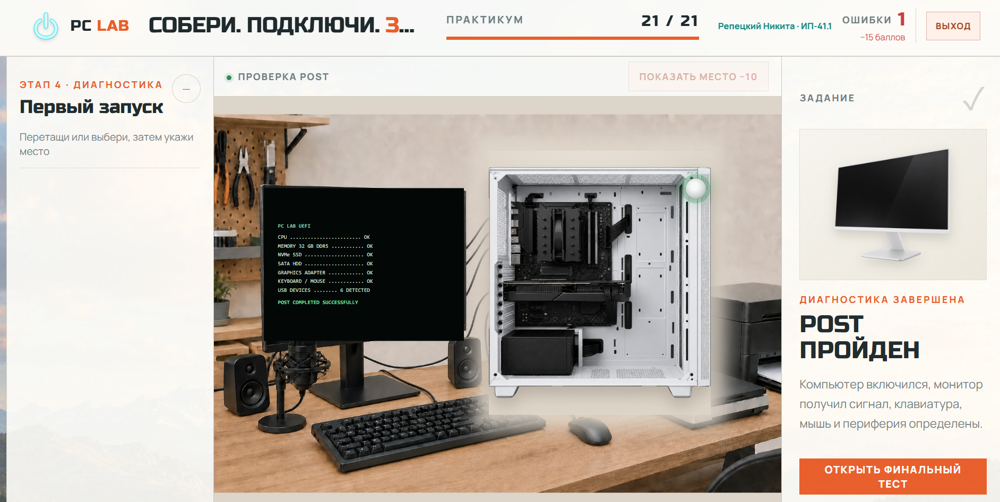 PC LAB
СОБЕРИ. ПОДКЛЮЧИ. З...
ПРАКТИКУМ
21 / 21
Репецкий Никита · ИП-41.1
ОШИБКИ 1
−15 баллов
ВЫХОД
ЭТАП 4 · ДИАГНОСТИКА
Первый запуск
—
Перетащи или выбери, затем укажи
место
ПРОВЕРКА POST
ПОКАЗАТЬ МЕСТО −10
PC LAB UEFI
CPU ........................ OK
MEMORY 32 GB DDR5 ........... OK
NVMe SSD .................... OK
SATA HDD .................... OK
GRAPHICS ADAPTER ............ OK
KEYBOARD / MOUSE ............ OK
USB DEVICES ........ 6 DETECTED
POST COMPLETED SUCCESSFULLY
ЗАДАНИЕ
ДИАГНОСТИКА ЗАВЕРШЕНА
POST
ПРОЙДЕН
Компьютер включился, монитор
получил сигнал, клавиатура,
мышь и периферия определены.
ОТКРЫТЬ ФИНАЛЬНЫЙ
ТЕСТ